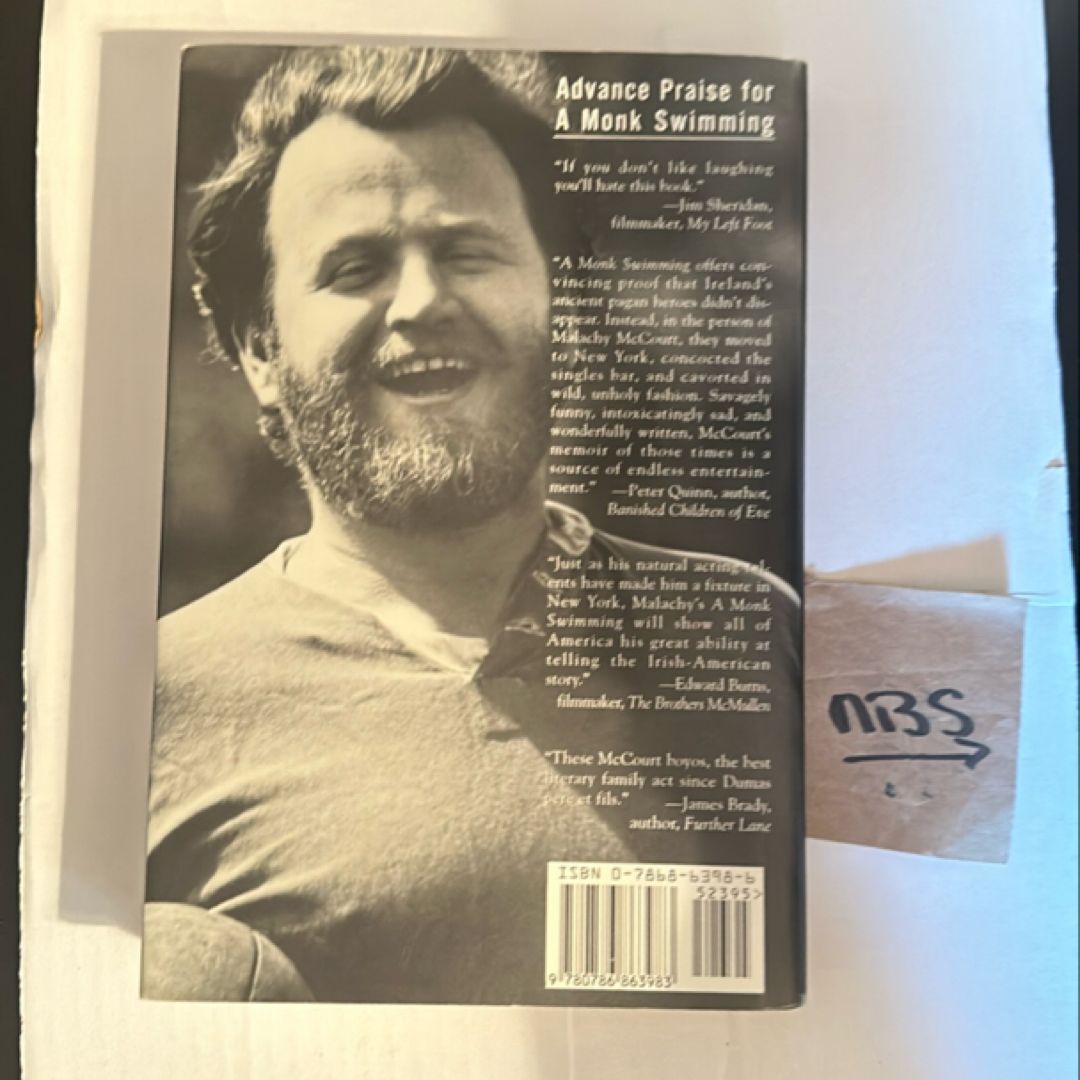 Advance Praise for
A Monk Swimming
"If you don't like laughing
you'll hate this book."
—Jim Sheridan,
filmmaker, My Left Foot
"A Monk Swimming offers con-
vincing proof that Ireland's
ancient pagan heroes didn't dis-
appear. Instead, in the person of
Malachy McCourt, they moved
to New York, concocted the
singles bar, and cavorted in
wild, unholy fashion. Savagely
funny, intoxicatingly sad, and
wonderfully written, McCourt's
memoir of those times is a
source of endless entertain-
ment." —Peter Quinn, author,
Banished Children of Eve
"Just as his natural acting tal-
ents have made him a fixture in
New York, Malachy's A Monk
Swimming will show all of
America his great ability at
telling the Irish-American
story." —Edward Burns,
filmmaker, The Brothers McMullen
"These McCourt boyos, the best
literary family act since Dumas
pere et fils." —James Brady,
author, Further Lane
ISBN 0-7868-6398-6
52395>
9 780786 863983
NBS